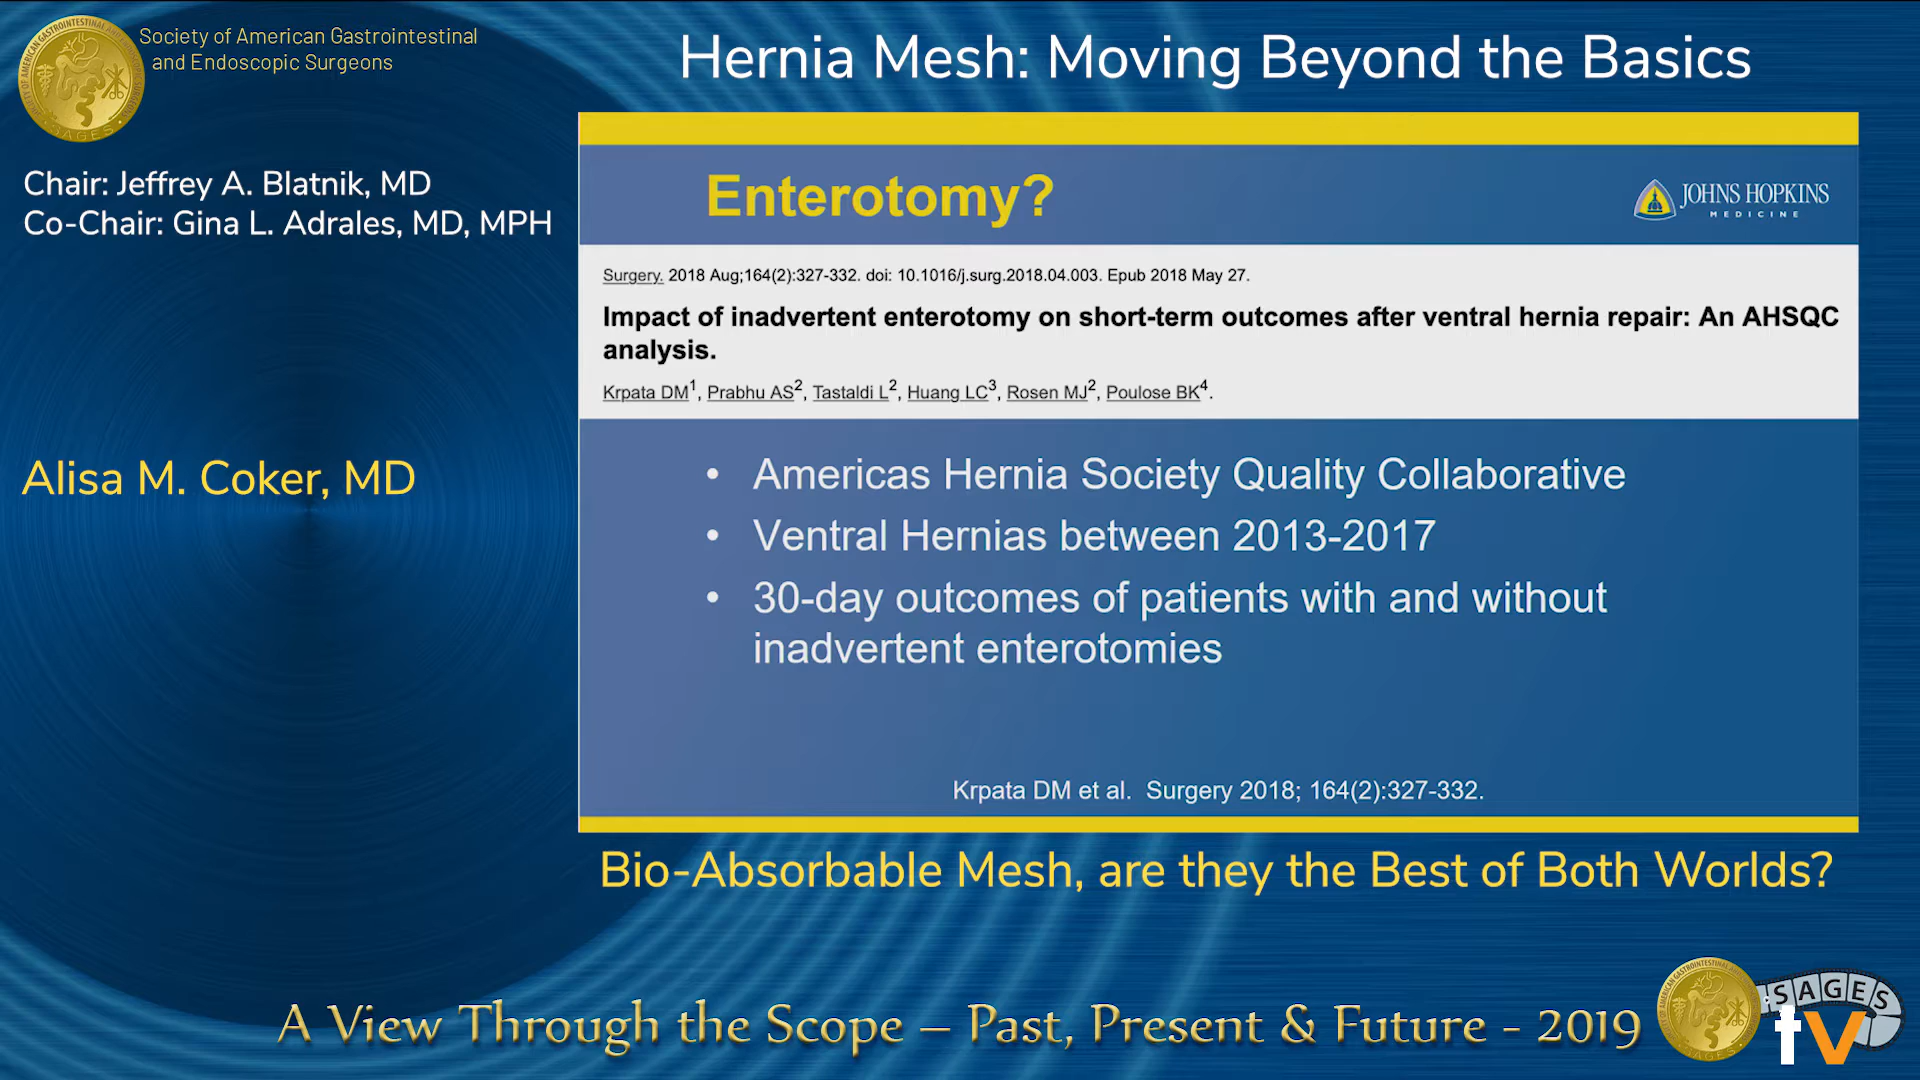 Society of American Gastrointestinal
and Endoscopic Surgeons
Hernia Mesh: Moving Beyond the Basics
Chair: Jeffrey A. Blatnik, MD
Co-Chair: Gina L. Adrales, MD, MPH
Alisa M. Coker, MD
Enterotomy?
JOHNS HOPKINS
MEDICINE
Surgery. 2018 Aug;164(2):327-332. doi: 10.1016/j.surg.2018.04.003. Epub 2018 May 27.
Impact of inadvertent enterotomy on short-term outcomes after ventral hernia repair: An AHSQC
analysis.
Krpata DM1, Prabhu AS2, Tastaldi L2, Huang LC3, Rosen MJ2, Poulose BK4.
• Americas Hernia Society Quality Collaborative
• Ventral Hernias between 2013-2017
• 30-day outcomes of patients with and without
inadvertent enterotomies
Krpata DM et al. Surgery 2018; 164(2):327-332.
Bio-Absorbable Mesh, are they the Best of Both Worlds?
A View Through the Scope – Past, Present & Future - 2019
SAGES
tv